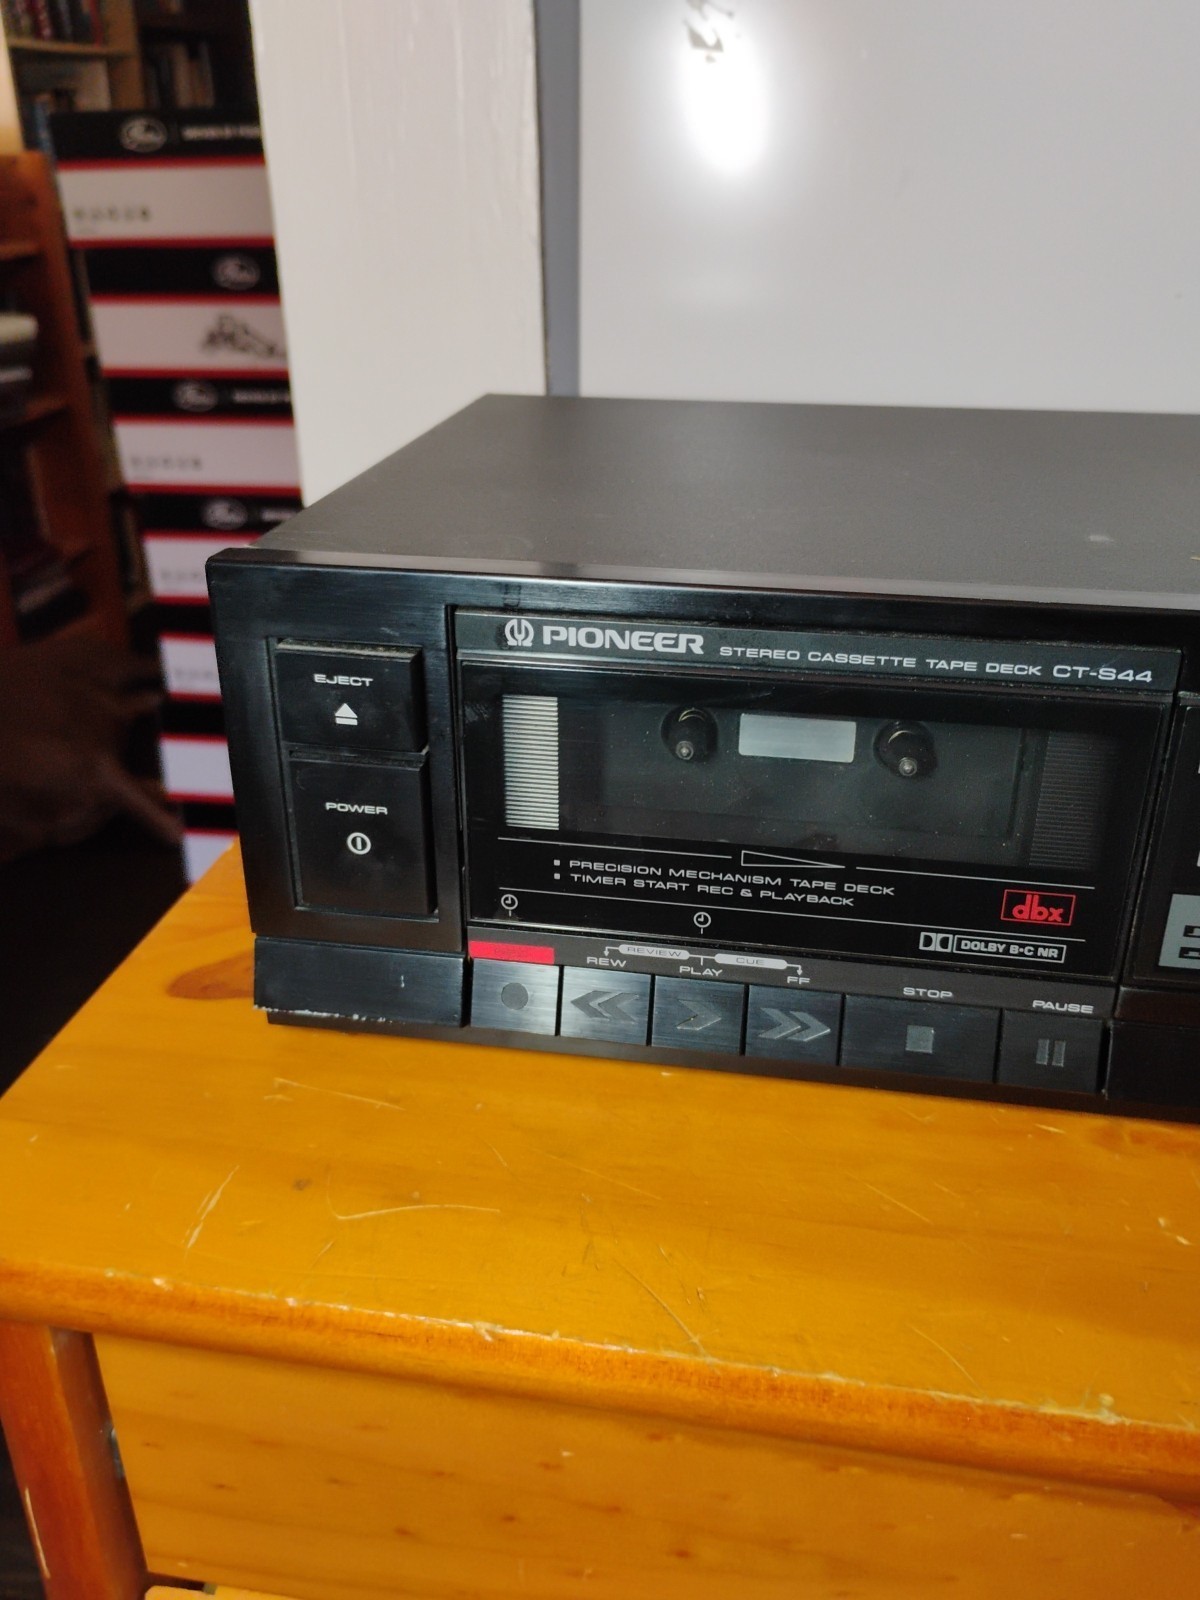 EJECT
POWER
PIONEER STEREO CASSETTE TAPE DECK CT-S44
PRECISION MECHANISM TAPE DECK
TIMER START REC & PLAYBACK
dbx
DOLBY B·C NR
REVIEW CUE
REW PLAY FF STOP PAUSE